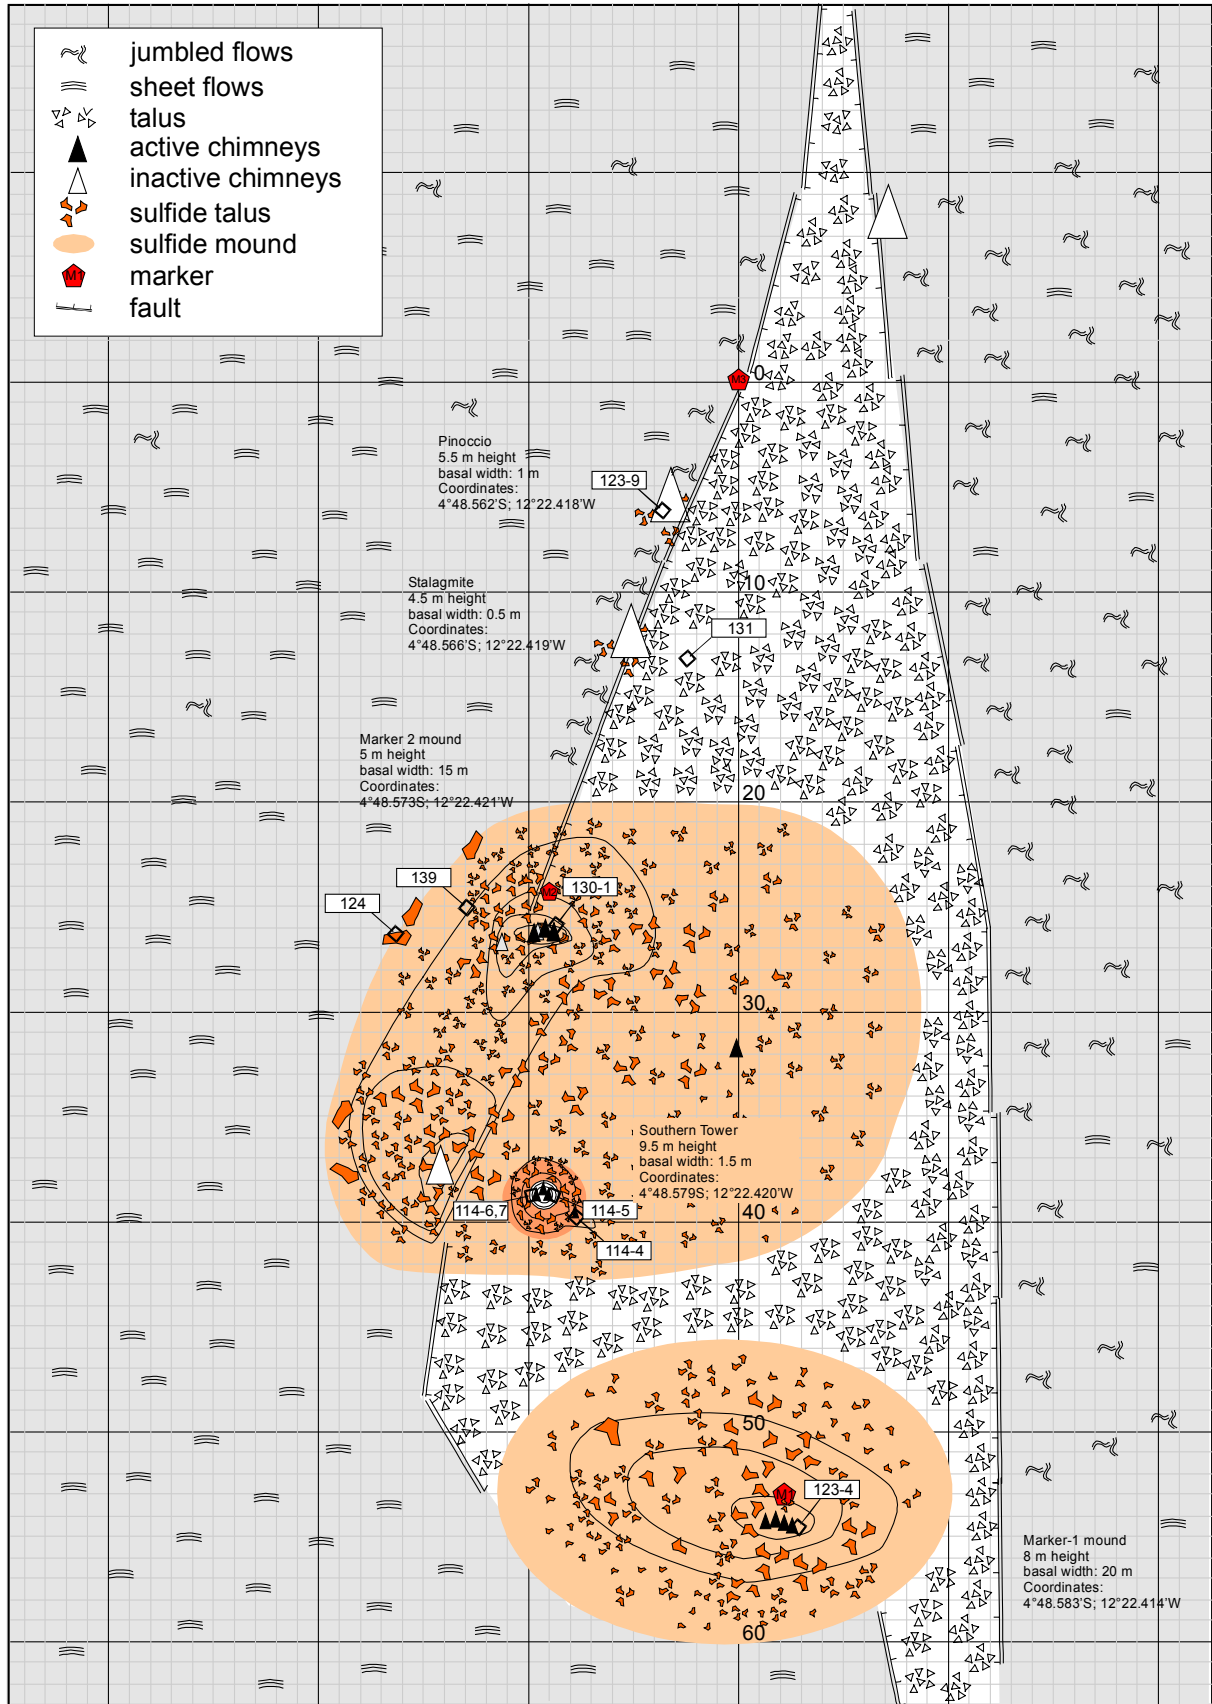 jumbled flows
sheet flows
talus
active chimneys
inactive chimneys
sulfide talus
sulfide mound
M1
marker
fault
M3
0
Pinoccio
5.5 m height
basal width: 1 m
Coordinates:
4°48.562'S; 12°22.418'W
123-9
Stalagmite
4.5 m height
basal width: 0.5 m
Coordinates:
4°48.566'S; 12°22.419'W
10
131
Marker 2 mound
5 m height
basal width: 15 m
Coordinates:
4°48.573S; 12°22.421'W
20
139
130-1
M2
124
30
Southern Tower
9.5 m height
basal width: 1.5 m
Coordinates:
4°48.579S; 12°22.420'W
114-6,7
114-5
40
114-4
50
123-4
Marker-1 mound
8 m height
basal width: 20 m
Coordinates:
4°48.583'S; 12°22.414'W
60